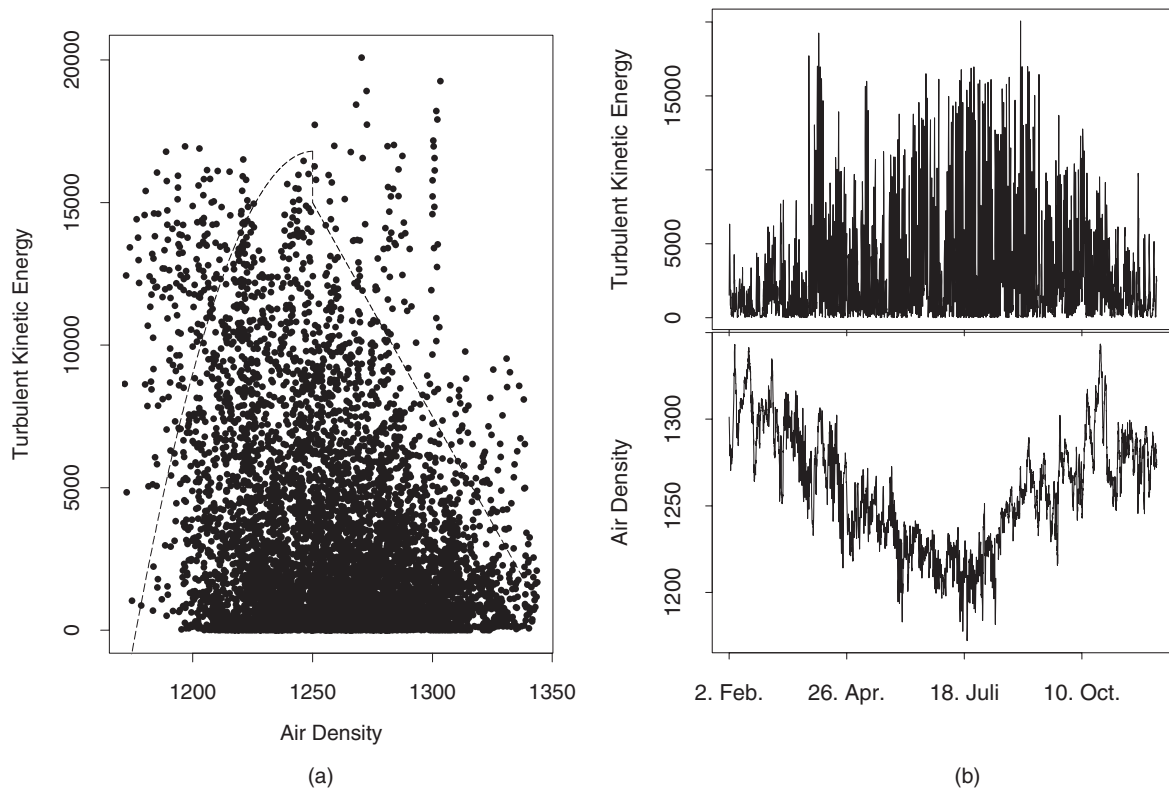 20000
15000
10000
5000
0
Turbulent Kinetic Energy
1200
1250
1300
1350
Air Density
(a)
15000
5000
0
Turbulent Kinetic Energy
1300
1250
1200
Air Density
2. Feb.
26. Apr.
18. Juli
10. Oct.
(b)